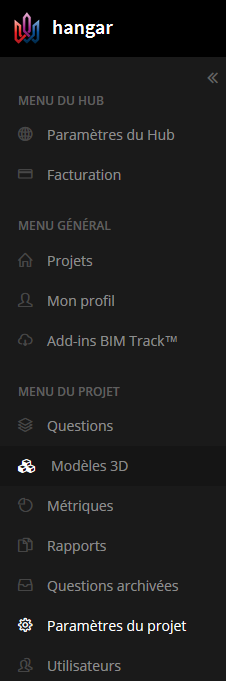 hangar
MENU DU HUB
Paramètres du Hub
Facturation
MENU GÉNÉRAL
Projets
Mon profil
Add-ins BIM Track™
MENU DU PROJET
Questions
Modèles 3D
Métriques
Rapports
Questions archivées
Paramètres du projet
Utilisateurs